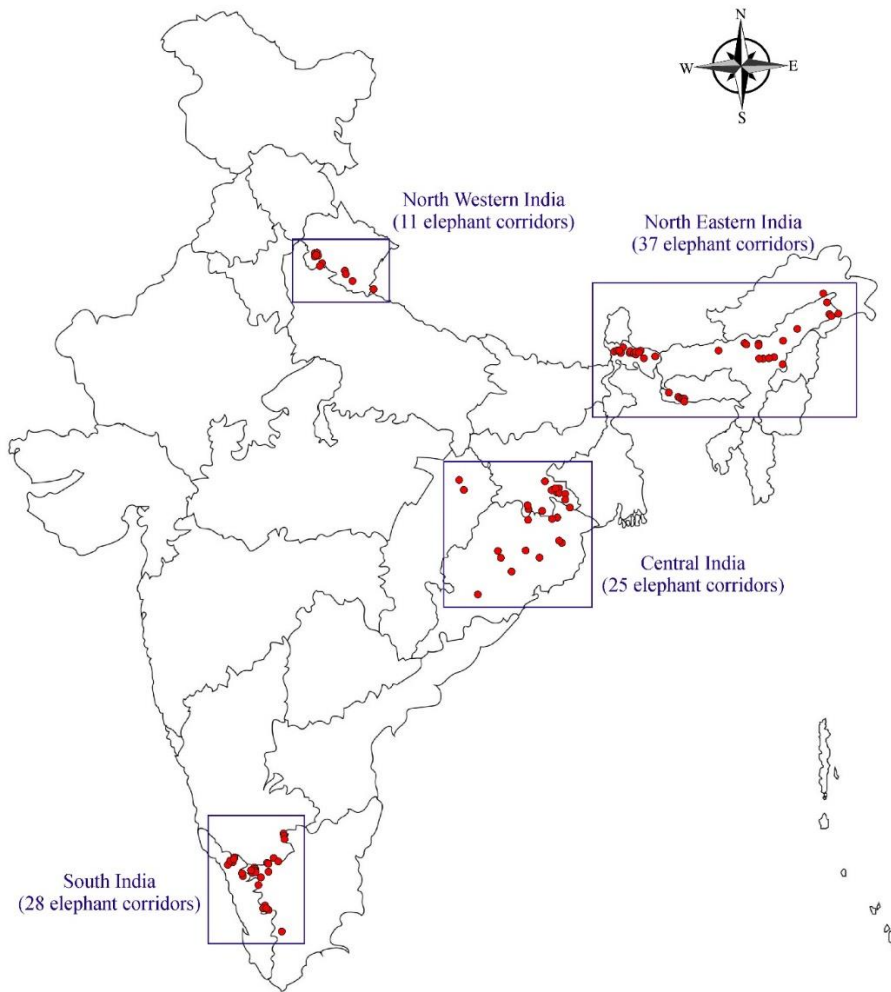 N
W
E
S
North Western India
(11 elephant corridors)
North Eastern India
(37 elephant corridors)
Central India
(25 elephant corridors)
South India
(28 elephant corridors)